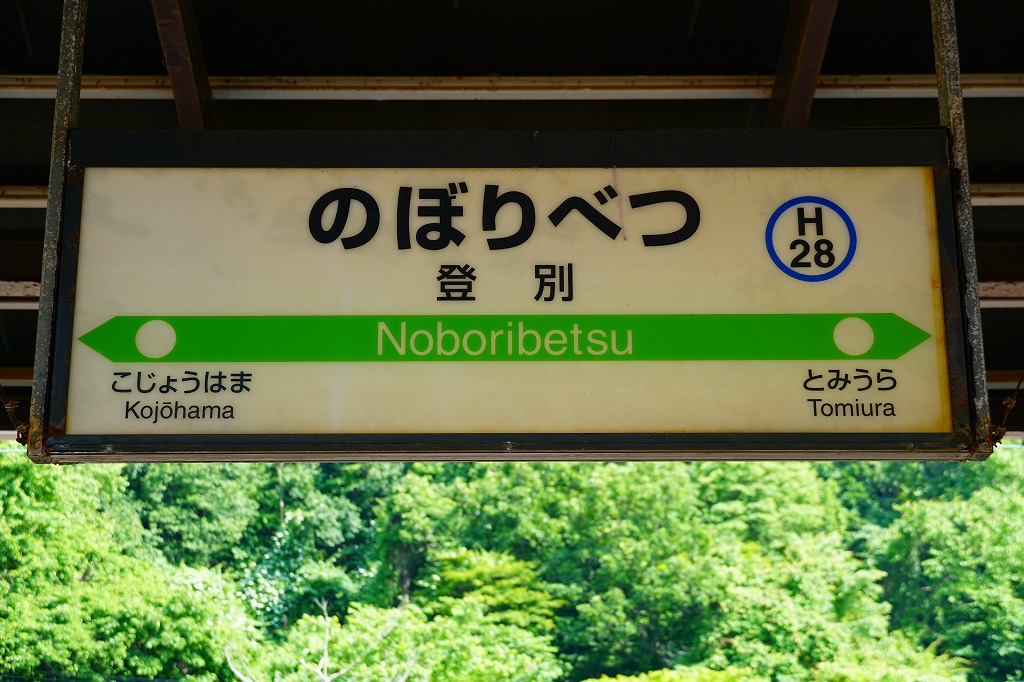 のぼりべつ
登別
H
28
Noboribetsu
こじょうはま
Kojōhama
とみうら
Tomiura